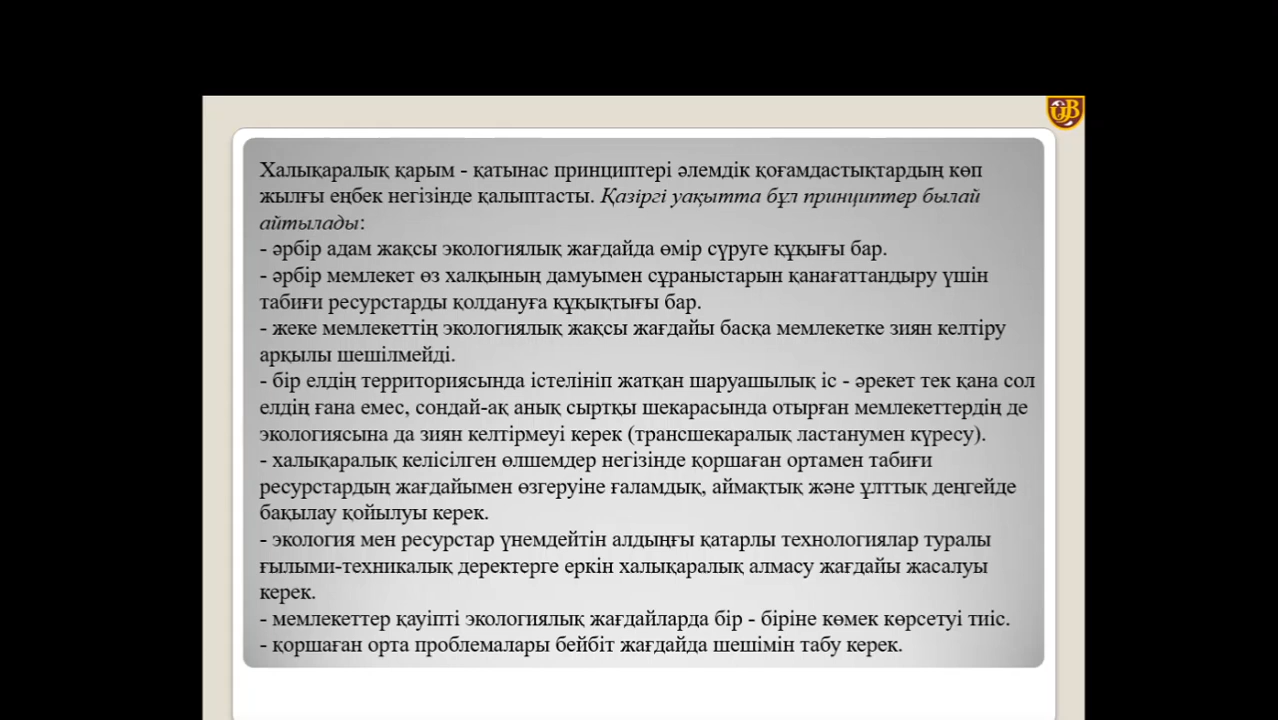 Халықаралық қарым - қатынас принциптері әлемдік қоғамдастықтардың көп
жылғы еңбек негізінде қалыптасты. Қазіргі уақытта бұл принциптер былай
айтылады:
- әрбір адам жақсы экологиялық жағдайда өмір сүруге құқығы бар.
- әрбір мемлекет өз халқының дамуымен сұраныстарын қанағаттандыру үшін
табиғи ресурстарды қолдануға құқықтығы бар.
- жеке мемлекеттің экологиялық жақсы жағдайы басқа мемлекетке зиян келтіру
арқылы шешілмейді.
- бір елдің территориясында істелініп жатқан шаруашылық іс - әрекет тек қана сол
елдің ғана емес, сондай-ақ анық сыртқы шекарасында отырған мемлекеттердің де
экологиясына да зиян келтірмеуі керек (трансшекаралық ластанумен күресу).
- халықаралық келісілген өлшемдер негізінде қоршаған ортамен табиғи
ресурстардың жағдайымен өзгеруіне ғаламдық, аймақтық және ұлттық деңгейде
бақылау қойылуы керек.
- экология мен ресурстар үнемдейтін алдыңғы қатарлы технологиялар туралы
ғылыми-техникалық деректерге еркін халықаралық алмасу жағдайы жасалуы
керек.
- мемлекеттер қауіпті экологиялық жағдайларда бір - біріне көмек көрсетуі тиіс.
- қоршаған орта проблемалары бейбіт жағдайда шешімін табу керек.